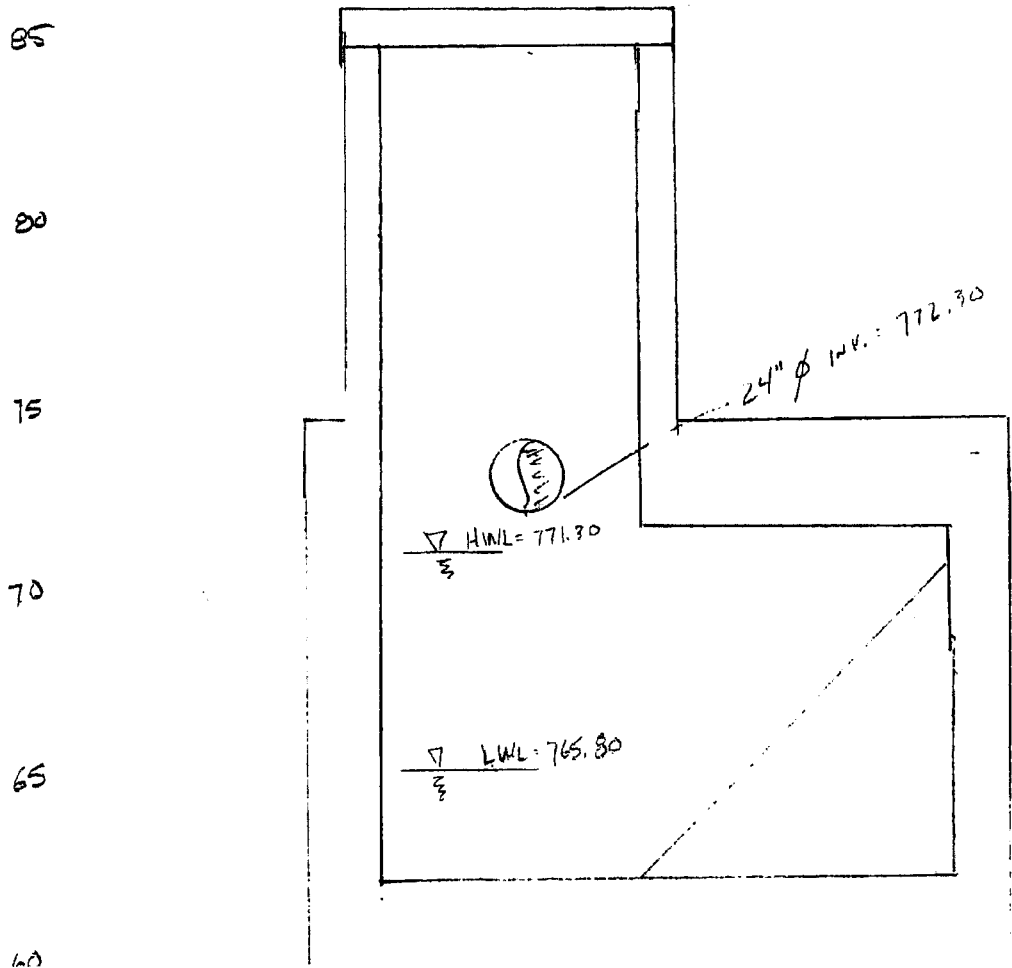 85
80
24" ø INV. = 772.30
75
HWL = 771.30
70
LWL = 765.80
65
60